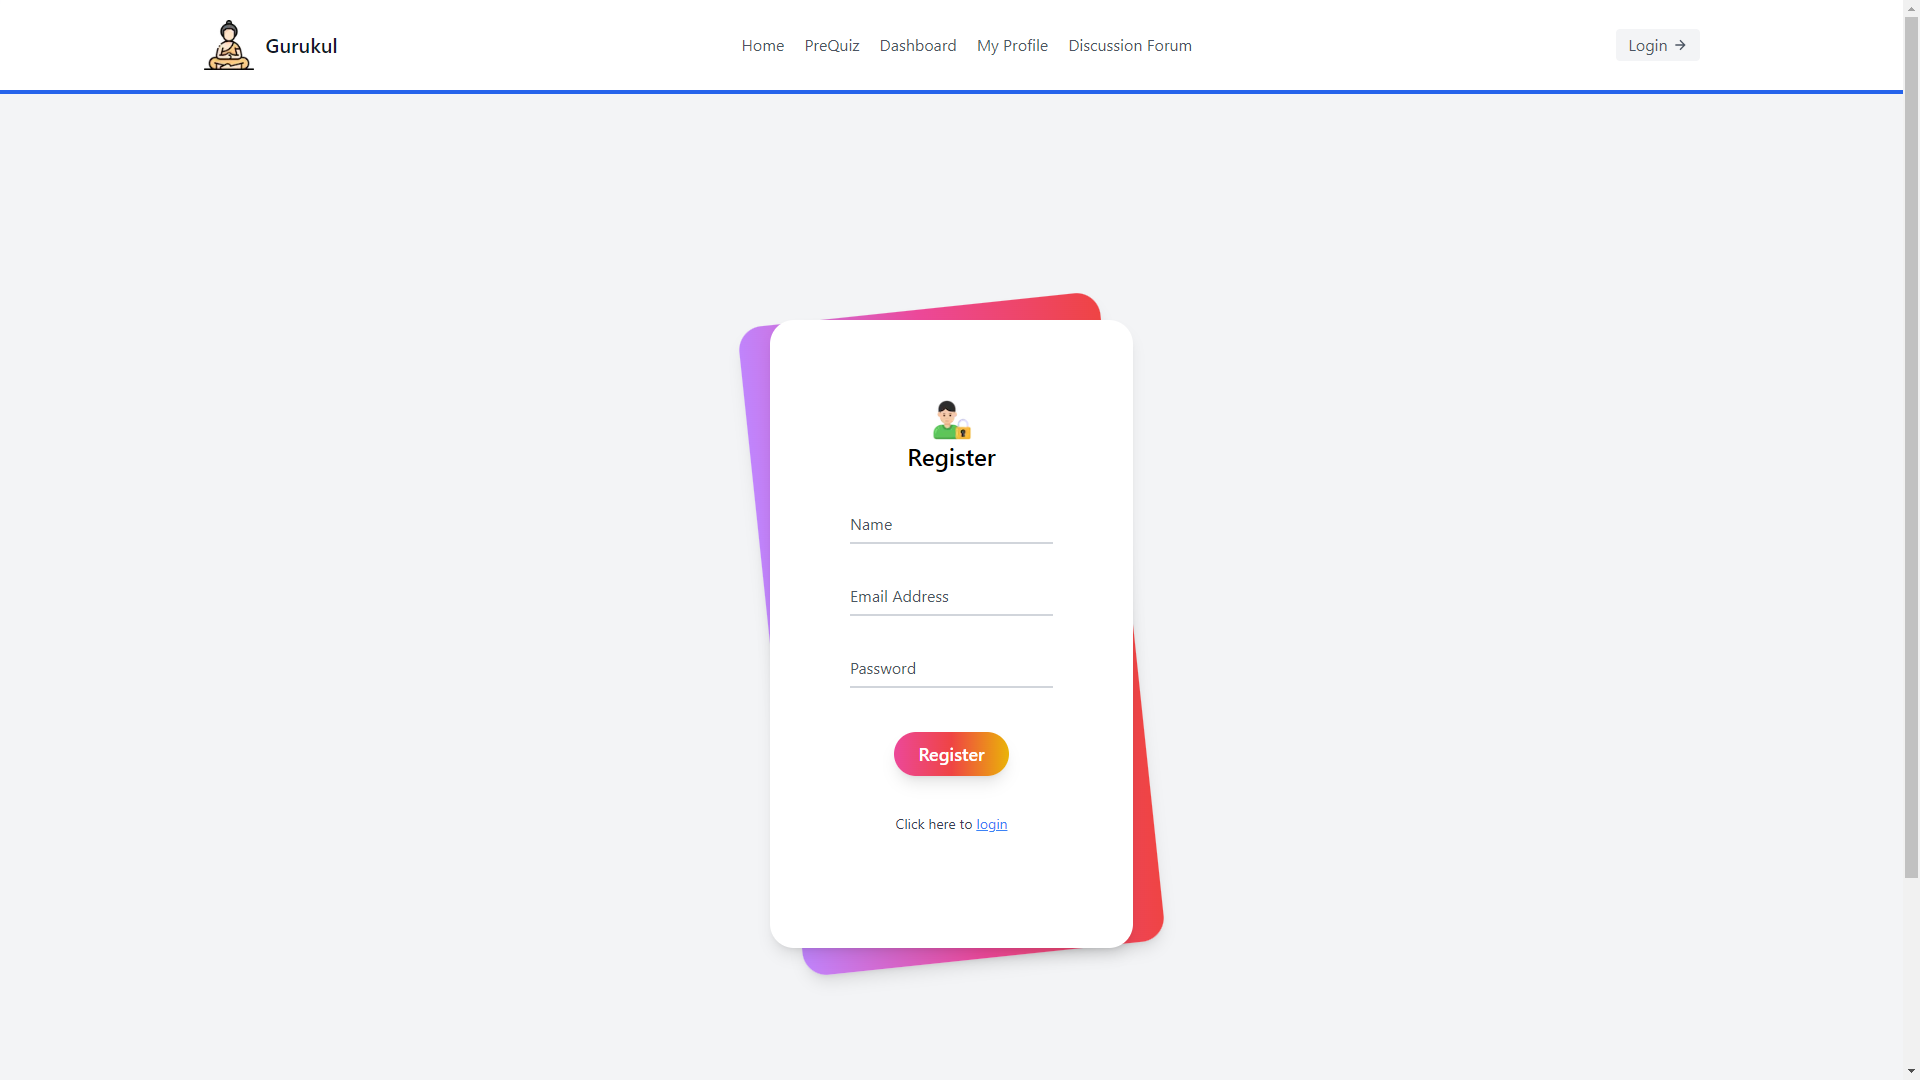 Gurukul
Home PreQuiz Dashboard My Profile Discussion Forum
Login →
Register
Name
Email Address
Password
Register
Click here to login